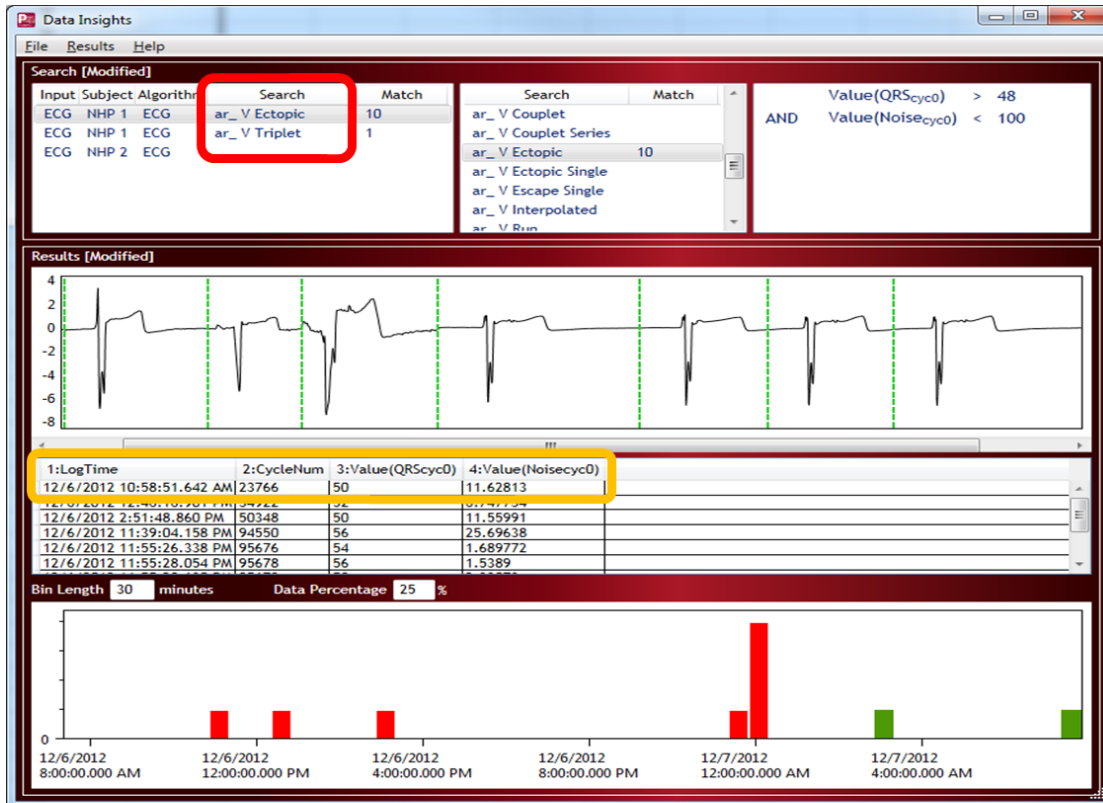 Data Insights
File Results Help
Search [Modified]
Input Subject Algorithm Search Match
ECG NHP 1 ECG ar_ V Ectopic 10
ECG NHP 1 ECG ar_ V Triplet 1
ECG NHP 2 ECG
Search Match
ar_ V Couplet
ar_ V Couplet Series
ar_ V Ectopic 10
ar_ V Ectopic Single
ar_ V Escape Single
ar_ V Interpolated
ar_ V Run
Value(QRScyc0) > 48
AND Value(Noisecyc0) < 100
Results [Modified]
4
2
0
-2
-4
-6
-8
1:LogTime 2:CycleNum 3:Value(QRScyc0) 4:Value(Noisecyc0)
12/6/2012 10:58:51.642 AM 23766 50 11.62813
12/6/2012 2:51:48.860 PM 50348 50 11.55991
12/6/2012 11:39:04.158 PM 94550 56 25.69638
12/6/2012 11:55:26.338 PM 95676 54 1.689772
12/6/2012 11:55:28.054 PM 95678 56 1.5389
Bin Length 30 minutes Data Percentage 25 %
0
12/6/2012 12/6/2012 12/6/2012 12/6/2012 12/7/2012 12/7/2012
8:00:00.000 AM 12:00:00.000 PM 4:00:00.000 PM 8:00:00.000 PM 12:00:00.000 AM 4:00:00.000 AM